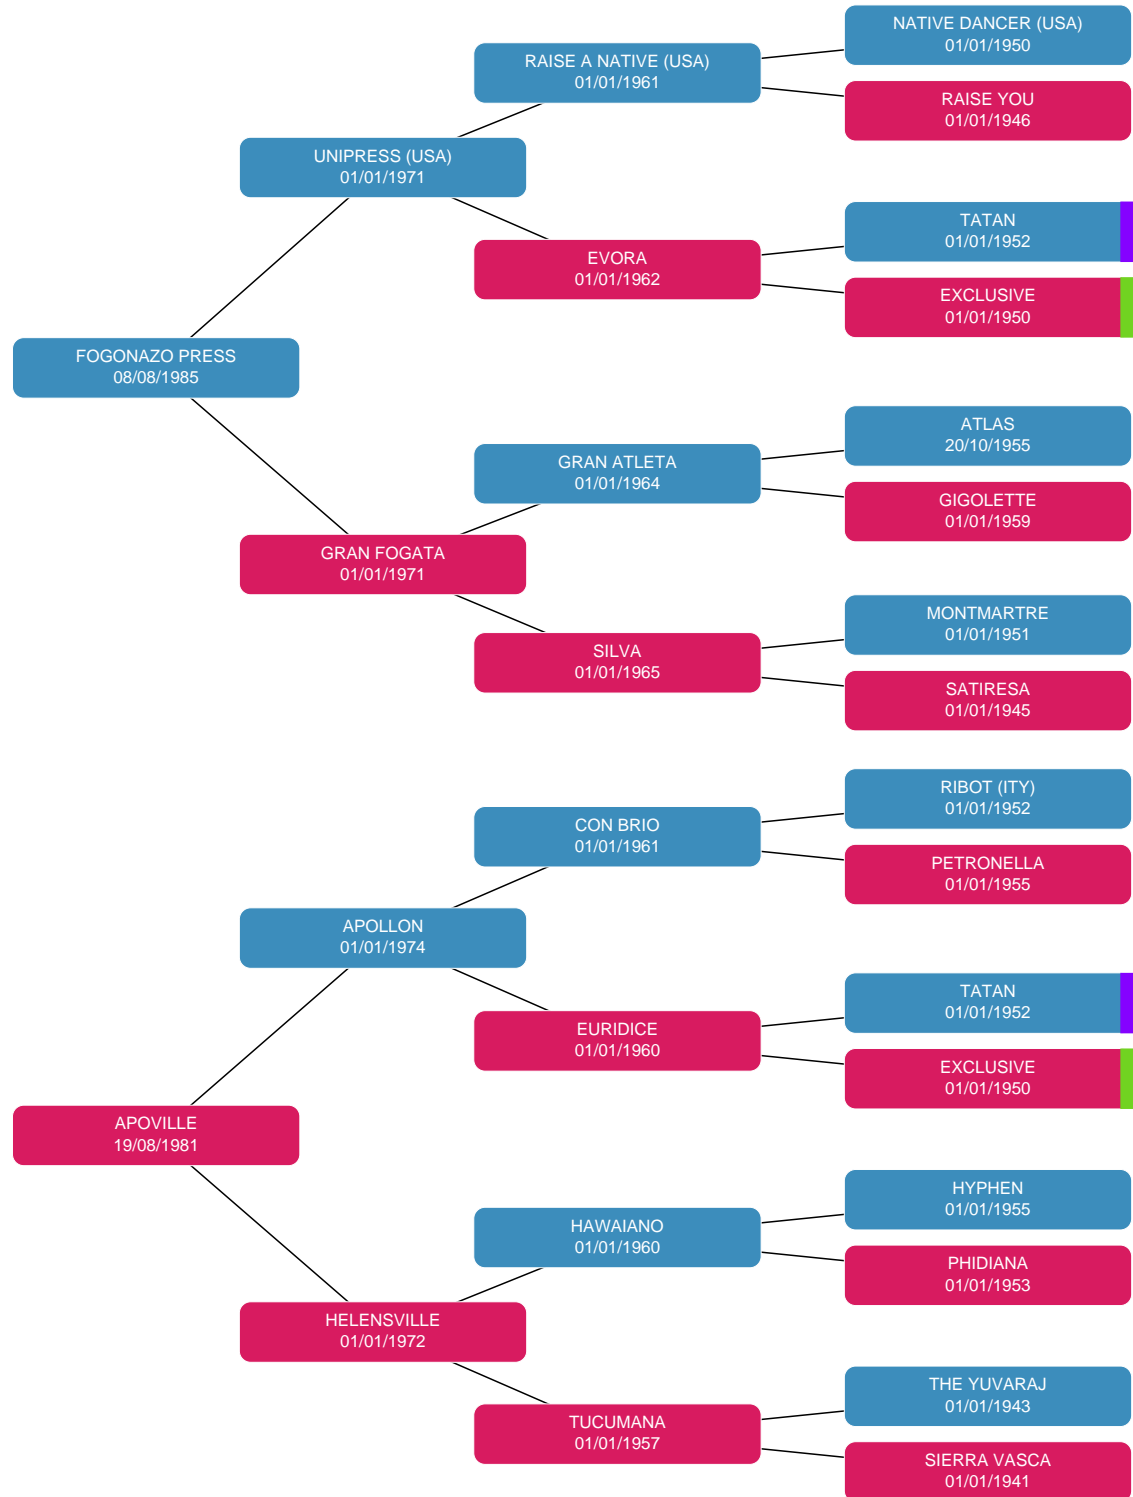 NATIVE DANCER (USA)
01/01/1950
RAISE A NATIVE (USA)
01/01/1961
RAISE YOU
01/01/1946
UNIPRESS (USA)
01/01/1971
TATAN
01/01/1952
EVORA
01/01/1962
EXCLUSIVE
01/01/1950
FOGONAZO PRESS
08/08/1985
ATLAS
20/10/1955
GRAN ATLETA
01/01/1964
GIGOLETTE
01/01/1959
GRAN FOGATA
01/01/1971
MONTMARTRE
01/01/1951
SILVA
01/01/1965
SATIRESA
01/01/1945
RIBOT (ITY)
01/01/1952
CON BRIO
01/01/1961
PETRONELLA
01/01/1955
APOLLON
01/01/1974
TATAN
01/01/1952
EURIDICE
01/01/1960
EXCLUSIVE
01/01/1950
APOVILLE
19/08/1981
HYPHEN
01/01/1955
HAWAIANO
01/01/1960
PHIDIANA
01/01/1953
HELENSVILLE
01/01/1972
THE YUVARAJ
01/01/1943
TUCUMANA
01/01/1957
SIERRA VASCA
01/01/1941